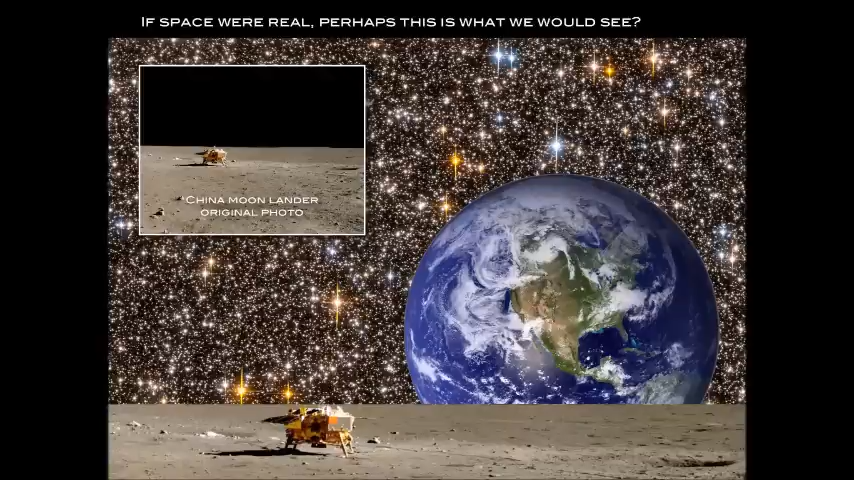 If space were real, perhaps this is what we would see?
*China moon lander
original photo